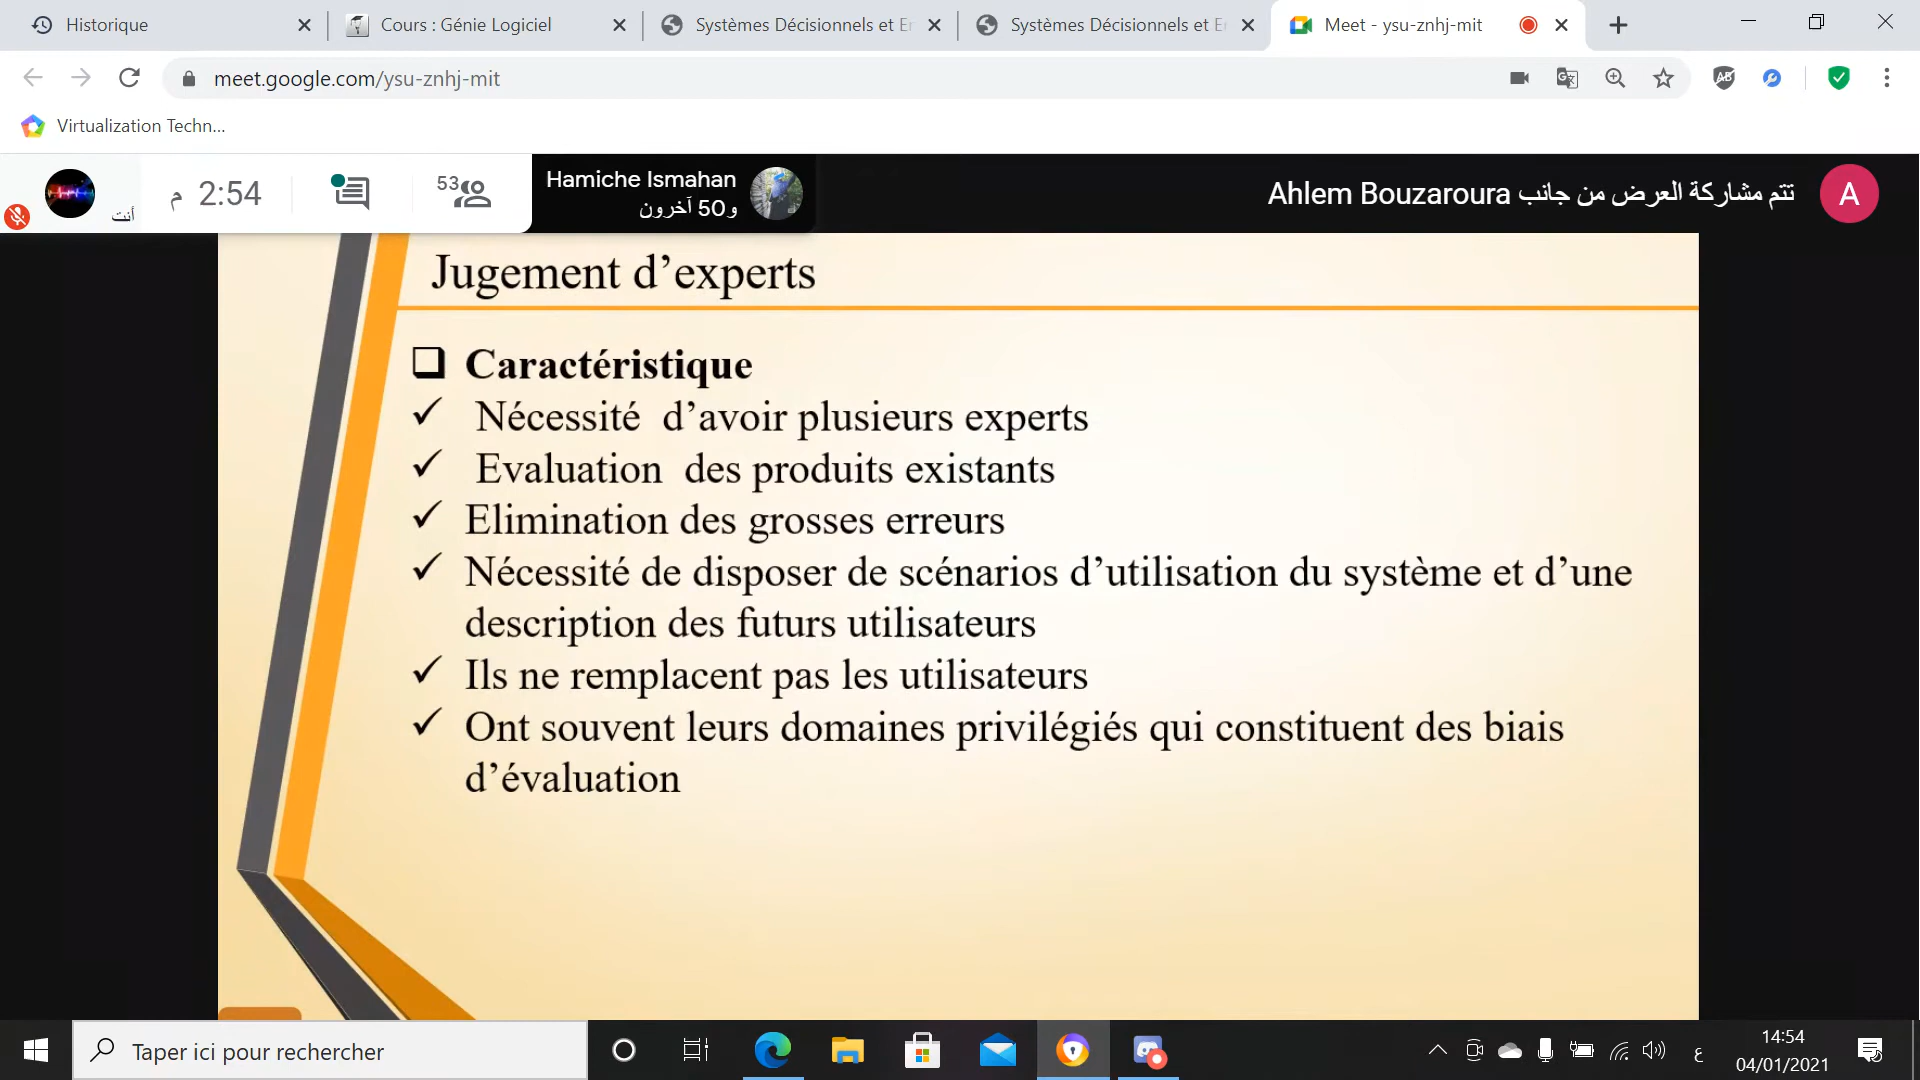 Historique
Cours : Génie Logiciel
Systèmes Décisionnels et En
Systèmes Décisionnels et En
Meet - ysu-znhj-mit
meet.google.com/ysu-znhj-mit
Virtualization Techn...
أنت
2:54 م
53
Hamiche Ismahan
و50 آخرون
تتم مشاركة العرض من جانب Ahlem Bouzaroura
A
Jugement d’experts
Caractéristique
Nécessité d’avoir plusieurs experts
Evaluation des produits existants
Elimination des grosses erreurs
Nécessité de disposer de scénarios d’utilisation du système et d’une
description des futurs utilisateurs
Ils ne remplacent pas les utilisateurs
Ont souvent leurs domaines privilégiés qui constituent des biais
d’évaluation
Taper ici pour rechercher
ع
14:54
04/01/2021